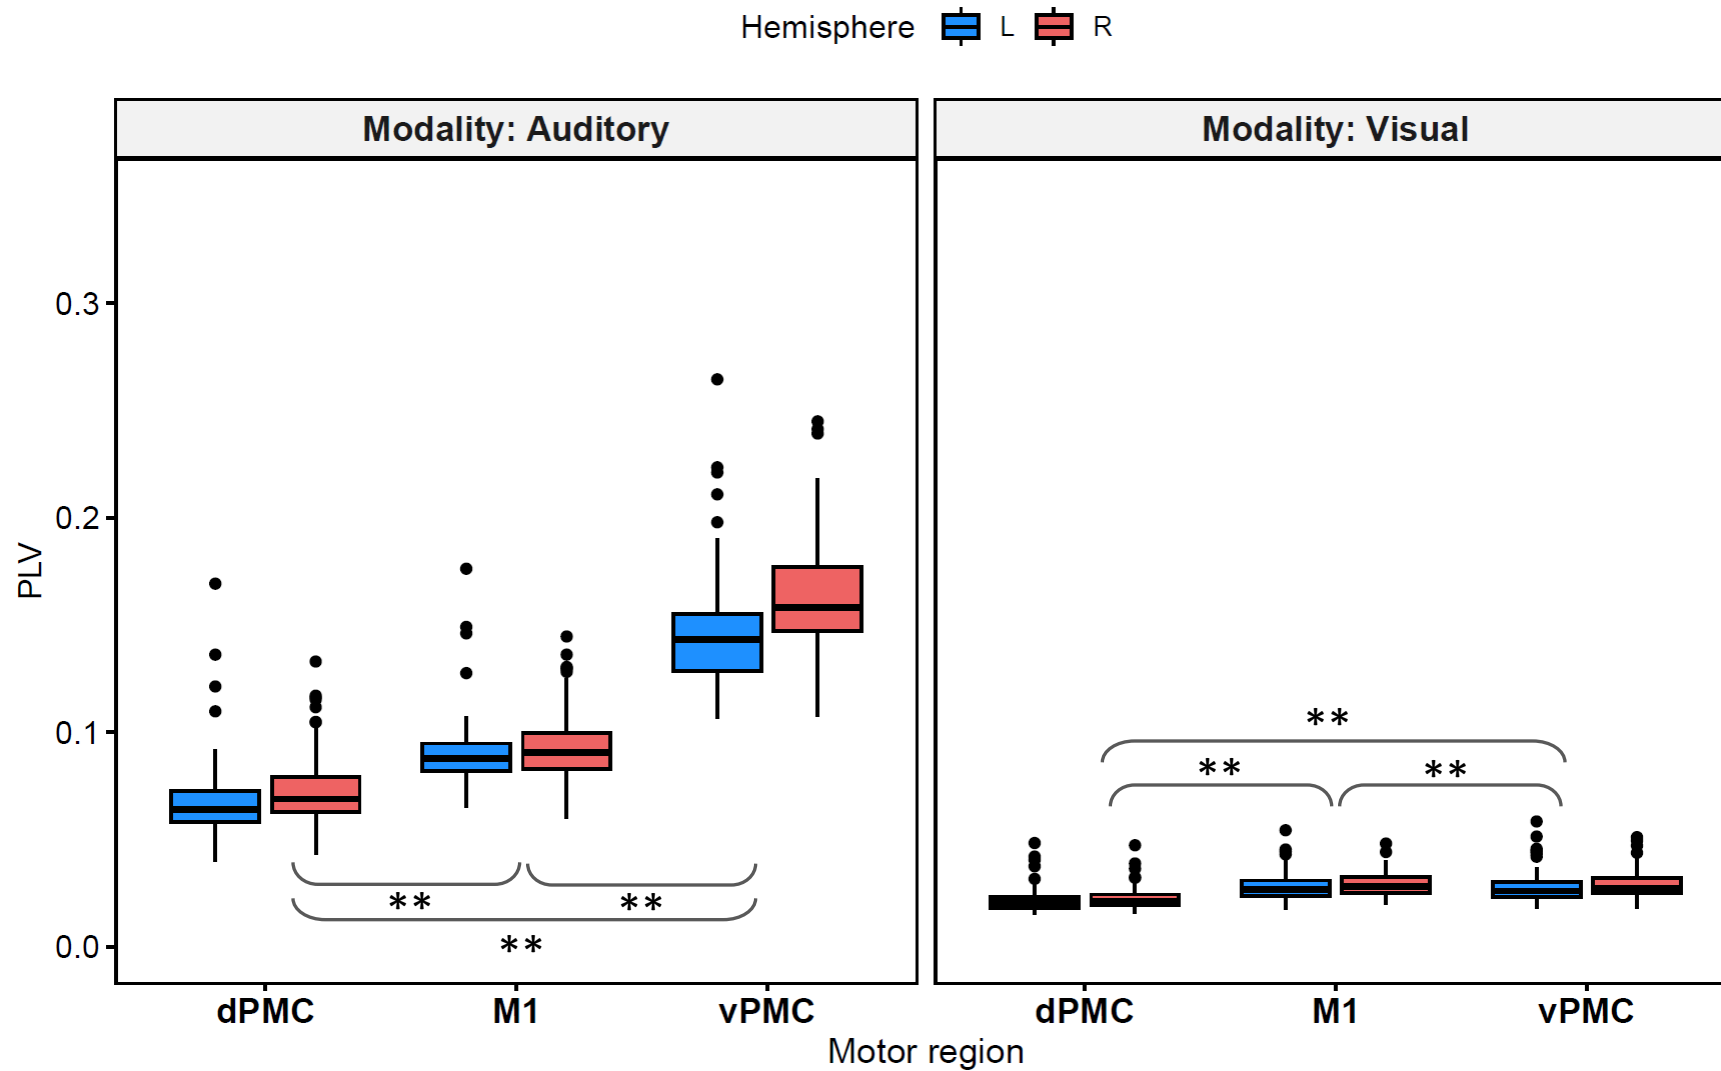 Hemisphere L R
Modality: Auditory
Modality: Visual
0.3
0.2
0.1
0.0
PLV
**
**
**
**
**
**
dPMC M1 vPMC
dPMC M1 vPMC
Motor region